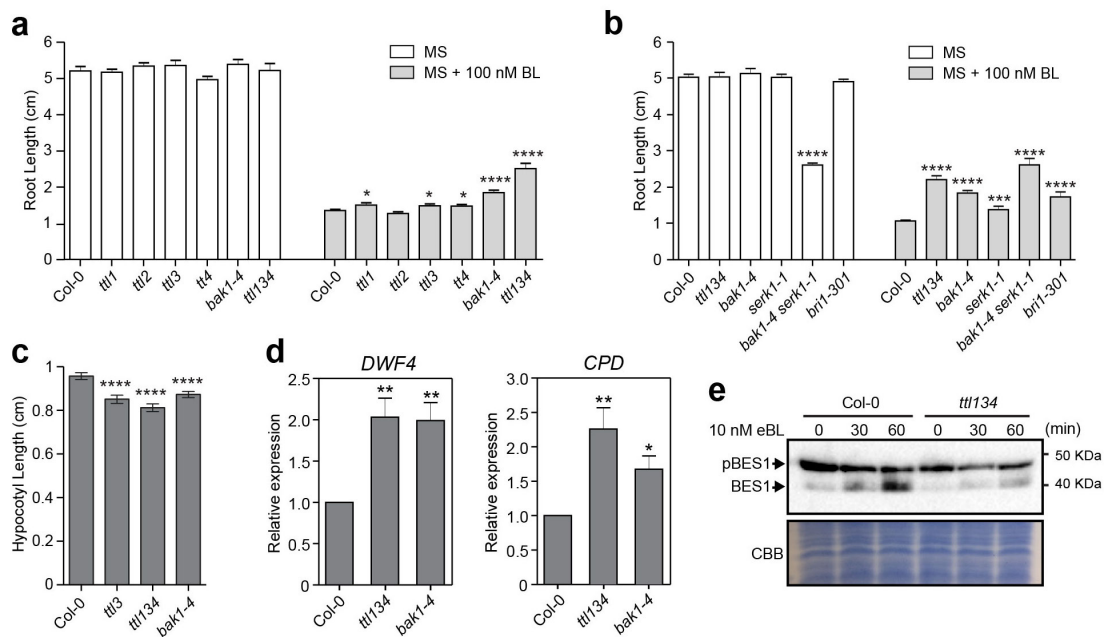 a
6
5
4
3
2
1
0
Root Length (cm)
MS
MS + 100 nM BL
*
*
*
****
****
Col-0
ttl1
ttl2
ttl3
tt4
bak1-4
ttl134
Col-0
ttl1
ttl2
ttl3
tt4
bak1-4
ttl134
b
6
5
4
3
2
1
0
Root Length (cm)
MS
MS + 100 nM BL
****
****
****
***
****
****
Col-0
ttl134
bak1-4
serk1-1
bak1-4 serk1-1
bri1-301
Col-0
ttl134
bak1-4
serk1-1
bak1-4 serk1-1
bri1-301
c
1
0.8
0.6
0.4
0.2
0
Hypocotyl Length (cm)
****
****
****
Col-0
ttl3
ttl134
bak1-4
d
DWF4
2.5
2.0
1.5
1.0
0.5
0
Relative expression
**
**
Col-0
ttl134
bak1-4
CPD
3.0
2.5
2.0
1.5
1.0
0.5
0
Relative expression
**
*
Col-0
ttl134
bak1-4
e
Col-0 ttl134
10 nM eBL 0 30 60 0 30 60 (min)
pBES1
50 KDa
BES1
40 KDa
CBB